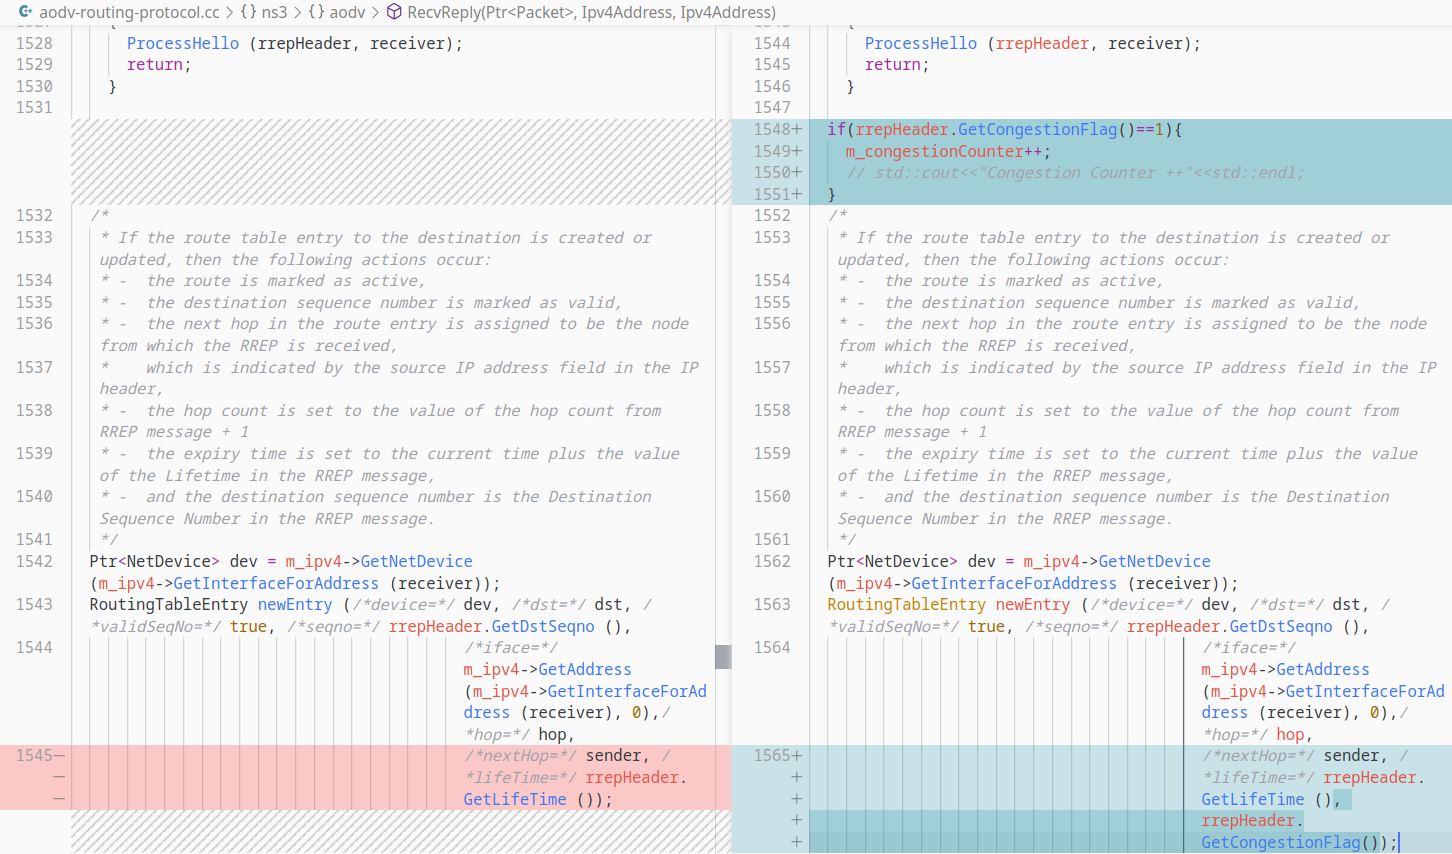 aodv-routing-protocol.cc > {} ns3 > {} aodv > RecvReply(Ptr<Packet>, Ipv4Address, Ipv4Address)
{
1528 ProcessHello (rrepHeader, receiver);
1529 return;
1530 }
1531
1532 /*
1533 * If the route table entry to the destination is created or
updated, then the following actions occur:
1534 * -  the route is marked as active,
1535 * -  the destination sequence number is marked as valid,
1536 * -  the next hop in the route entry is assigned to be the node
from which the RREP is received,
1537 *    which is indicated by the source IP address field in the IP
header,
1538 * -  the hop count is set to the value of the hop count from
RREP message + 1
1539 * -  the expiry time is set to the current time plus the value
of the Lifetime in the RREP message,
1540 * -  and the destination sequence number is the Destination
Sequence Number in the RREP message.
1541 */
1542 Ptr<NetDevice> dev = m_ipv4->GetNetDevice
(m_ipv4->GetInterfaceForAddress (receiver));
1543 RoutingTableEntry newEntry (/*device=*/ dev, /*dst=*/ dst, /
*validSeqNo=*/ true, /*seqno=*/ rrepHeader.GetDstSeqno (),
1544 /*iface=*/
m_ipv4->GetAddress
(m_ipv4->GetInterfaceForAd
dress (receiver), 0),/
*hop=*/ hop,
1545— /*nextHop=*/ sender, /
— *lifeTime=*/ rrepHeader.
— GetLifeTime ());
{
1544 ProcessHello (rrepHeader, receiver);
1545 return;
1546 }
1547
1548+ if(rrepHeader.GetCongestionFlag()==1){
1549+ m_congestionCounter++;
1550+ // std::cout<<"Congestion Counter ++"<<std::endl;
1551+ }
1552 /*
1553 * If the route table entry to the destination is created or
updated, then the following actions occur:
1554 * -  the route is marked as active,
1555 * -  the destination sequence number is marked as valid,
1556 * -  the next hop in the route entry is assigned to be the node
from which the RREP is received,
1557 *    which is indicated by the source IP address field in the IP
header,
1558 * -  the hop count is set to the value of the hop count from
RREP message + 1
1559 * -  the expiry time is set to the current time plus the value
of the Lifetime in the RREP message,
1560 * -  and the destination sequence number is the Destination
Sequence Number in the RREP message.
1561 */
1562 Ptr<NetDevice> dev = m_ipv4->GetNetDevice
(m_ipv4->GetInterfaceForAddress (receiver));
1563 RoutingTableEntry newEntry (/*device=*/ dev, /*dst=*/ dst, /
*validSeqNo=*/ true, /*seqno=*/ rrepHeader.GetDstSeqno (),
1564 /*iface=*/
m_ipv4->GetAddress
(m_ipv4->GetInterfaceForAd
dress (receiver), 0),/
*hop=*/ hop,
1565+ /*nextHop=*/ sender, /
+ *lifeTime=*/ rrepHeader.
+ GetLifeTime (),
+ rrepHeader.
+ GetCongestionFlag());